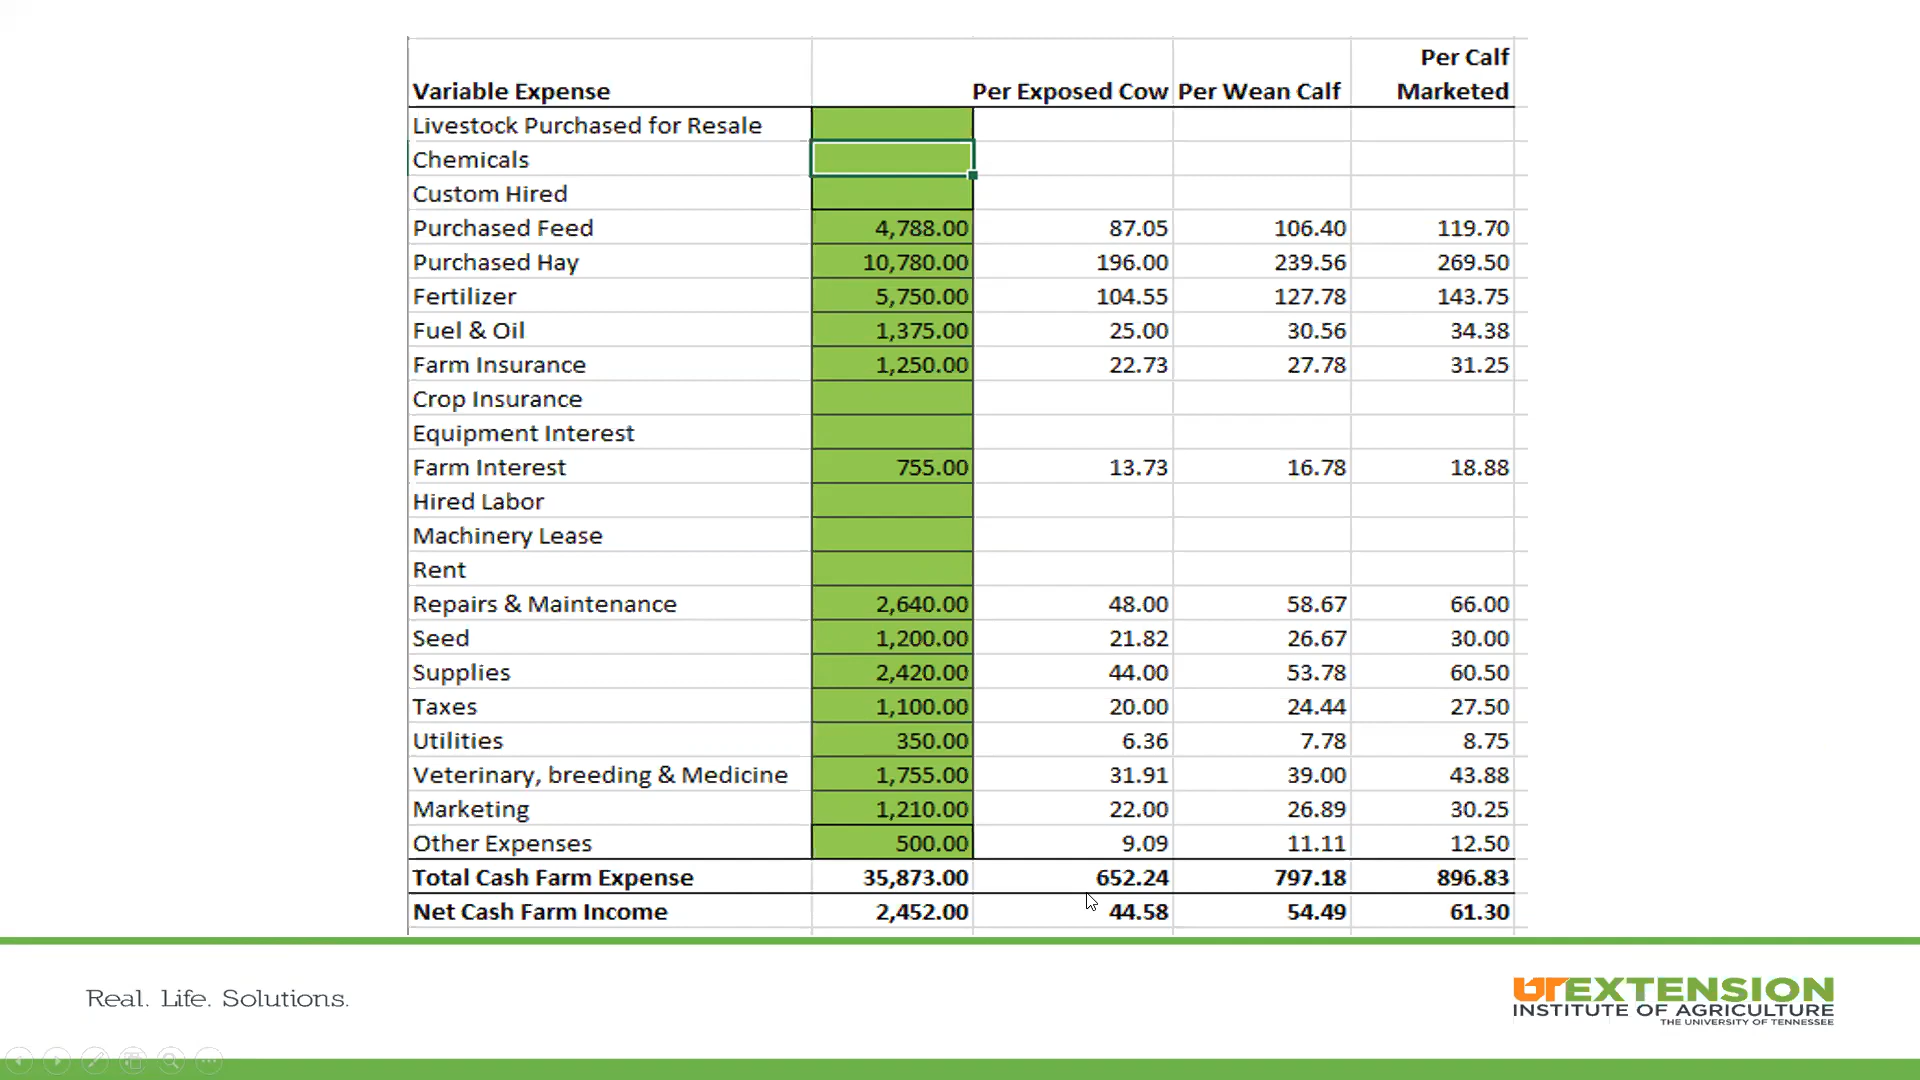 Per Calf
Variable Expense Per Exposed Cow Per Wean Calf Marketed
Livestock Purchased for Resale
Chemicals
Custom Hired
Purchased Feed 4,788.00 87.05 106.40 119.70
Purchased Hay 10,780.00 196.00 239.56 269.50
Fertilizer 5,750.00 104.55 127.78 143.75
Fuel & Oil 1,375.00 25.00 30.56 34.38
Farm Insurance 1,250.00 22.73 27.78 31.25
Crop Insurance
Equipment Interest
Farm Interest 755.00 13.73 16.78 18.88
Hired Labor
Machinery Lease
Rent
Repairs & Maintenance 2,640.00 48.00 58.67 66.00
Seed 1,200.00 21.82 26.67 30.00
Supplies 2,420.00 44.00 53.78 60.50
Taxes 1,100.00 20.00 24.44 27.50
Utilities 350.00 6.36 7.78 8.75
Veterinary, breeding & Medicine 1,755.00 31.91 39.00 43.88
Marketing 1,210.00 22.00 26.89 30.25
Other Expenses 500.00 9.09 11.11 12.50
Total Cash Farm Expense 35,873.00 652.24 797.18 896.83
Net Cash Farm Income 2,452.00 44.58 54.49 61.30
Real. Life. Solutions.
UT EXTENSION
INSTITUTE OF AGRICULTURE
THE UNIVERSITY OF TENNESSEE